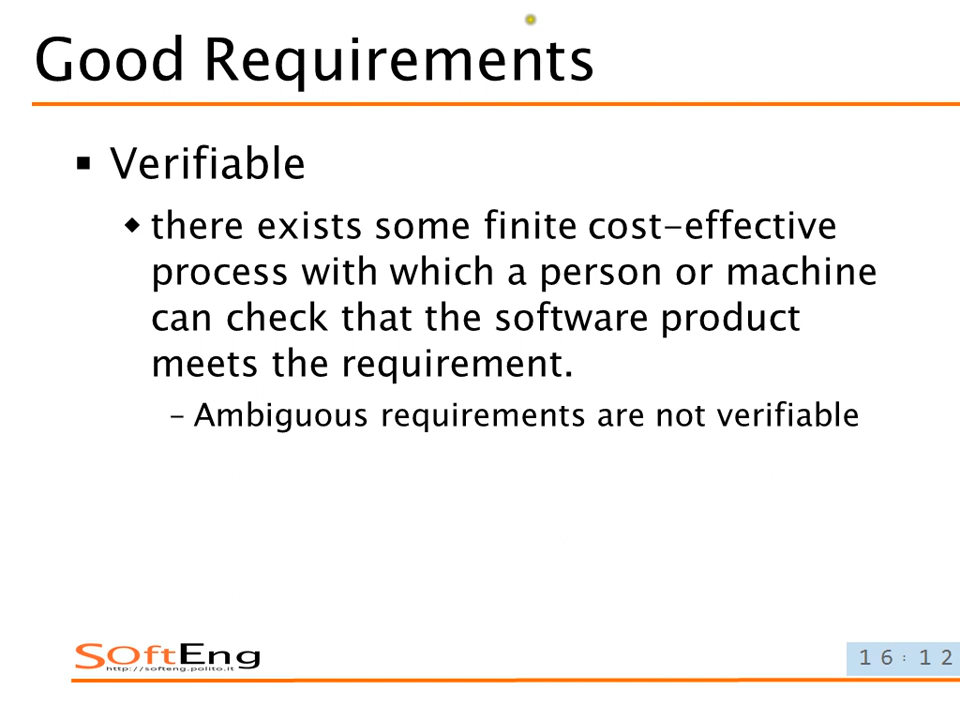 Good Requirements
▪ Verifiable
◆ there exists some finite cost-effective
process with which a person or machine
can check that the software product
meets the requirement.
– Ambiguous requirements are not verifiable
SOftEng
http://softeng.polito.it
16:12